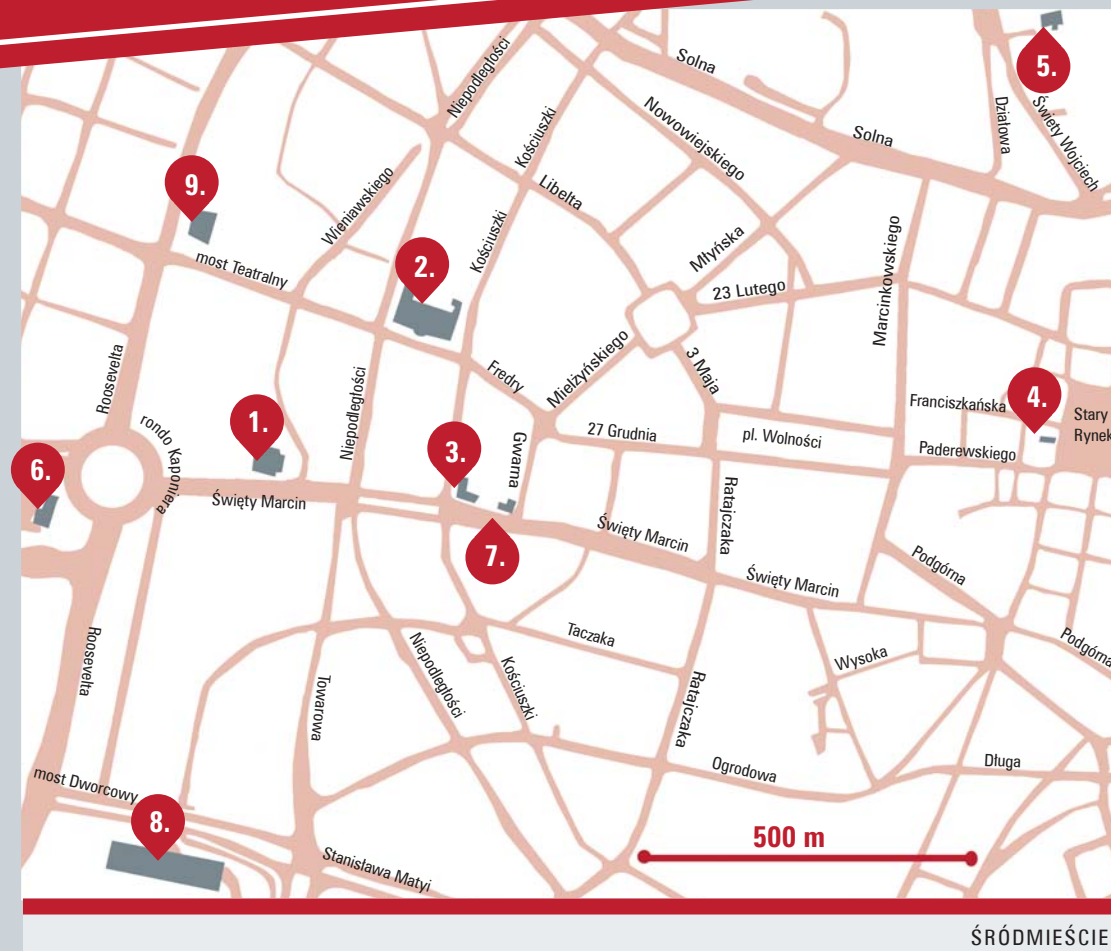 Solna
5.
Niepodległości
Nowowiejskiego
Działowa
Święty Wojciech
Kościuszki
Solna
9.
Wieniawskiego
Libelta
Kościuszki
Młyńska
Marcinkowskiego
most Teatralny
2.
23 Lutego
Roosevelta
Niepodległości
Fredry
Mielżyńskiego
3 Maja
Franciszkańska
4.
Stary
Rynek
rondo Kaponiera
1.
Gwarna
27 Grudnia
pl. Wolności
Paderewskiego
6.
3.
Święty Marcin
Ratajczaka
7.
Święty Marcin
Podgórna
Święty Marcin
Roosevelta
Niepodległości
Taczaka
Podgórna
Wysoka
Kościuszki
Towarowa
Ratajczaka
most Dworcowy
Ogrodowa
Długa
8.
500 m
Stanisława Matyi
ŚRÓDMIEŚCIE